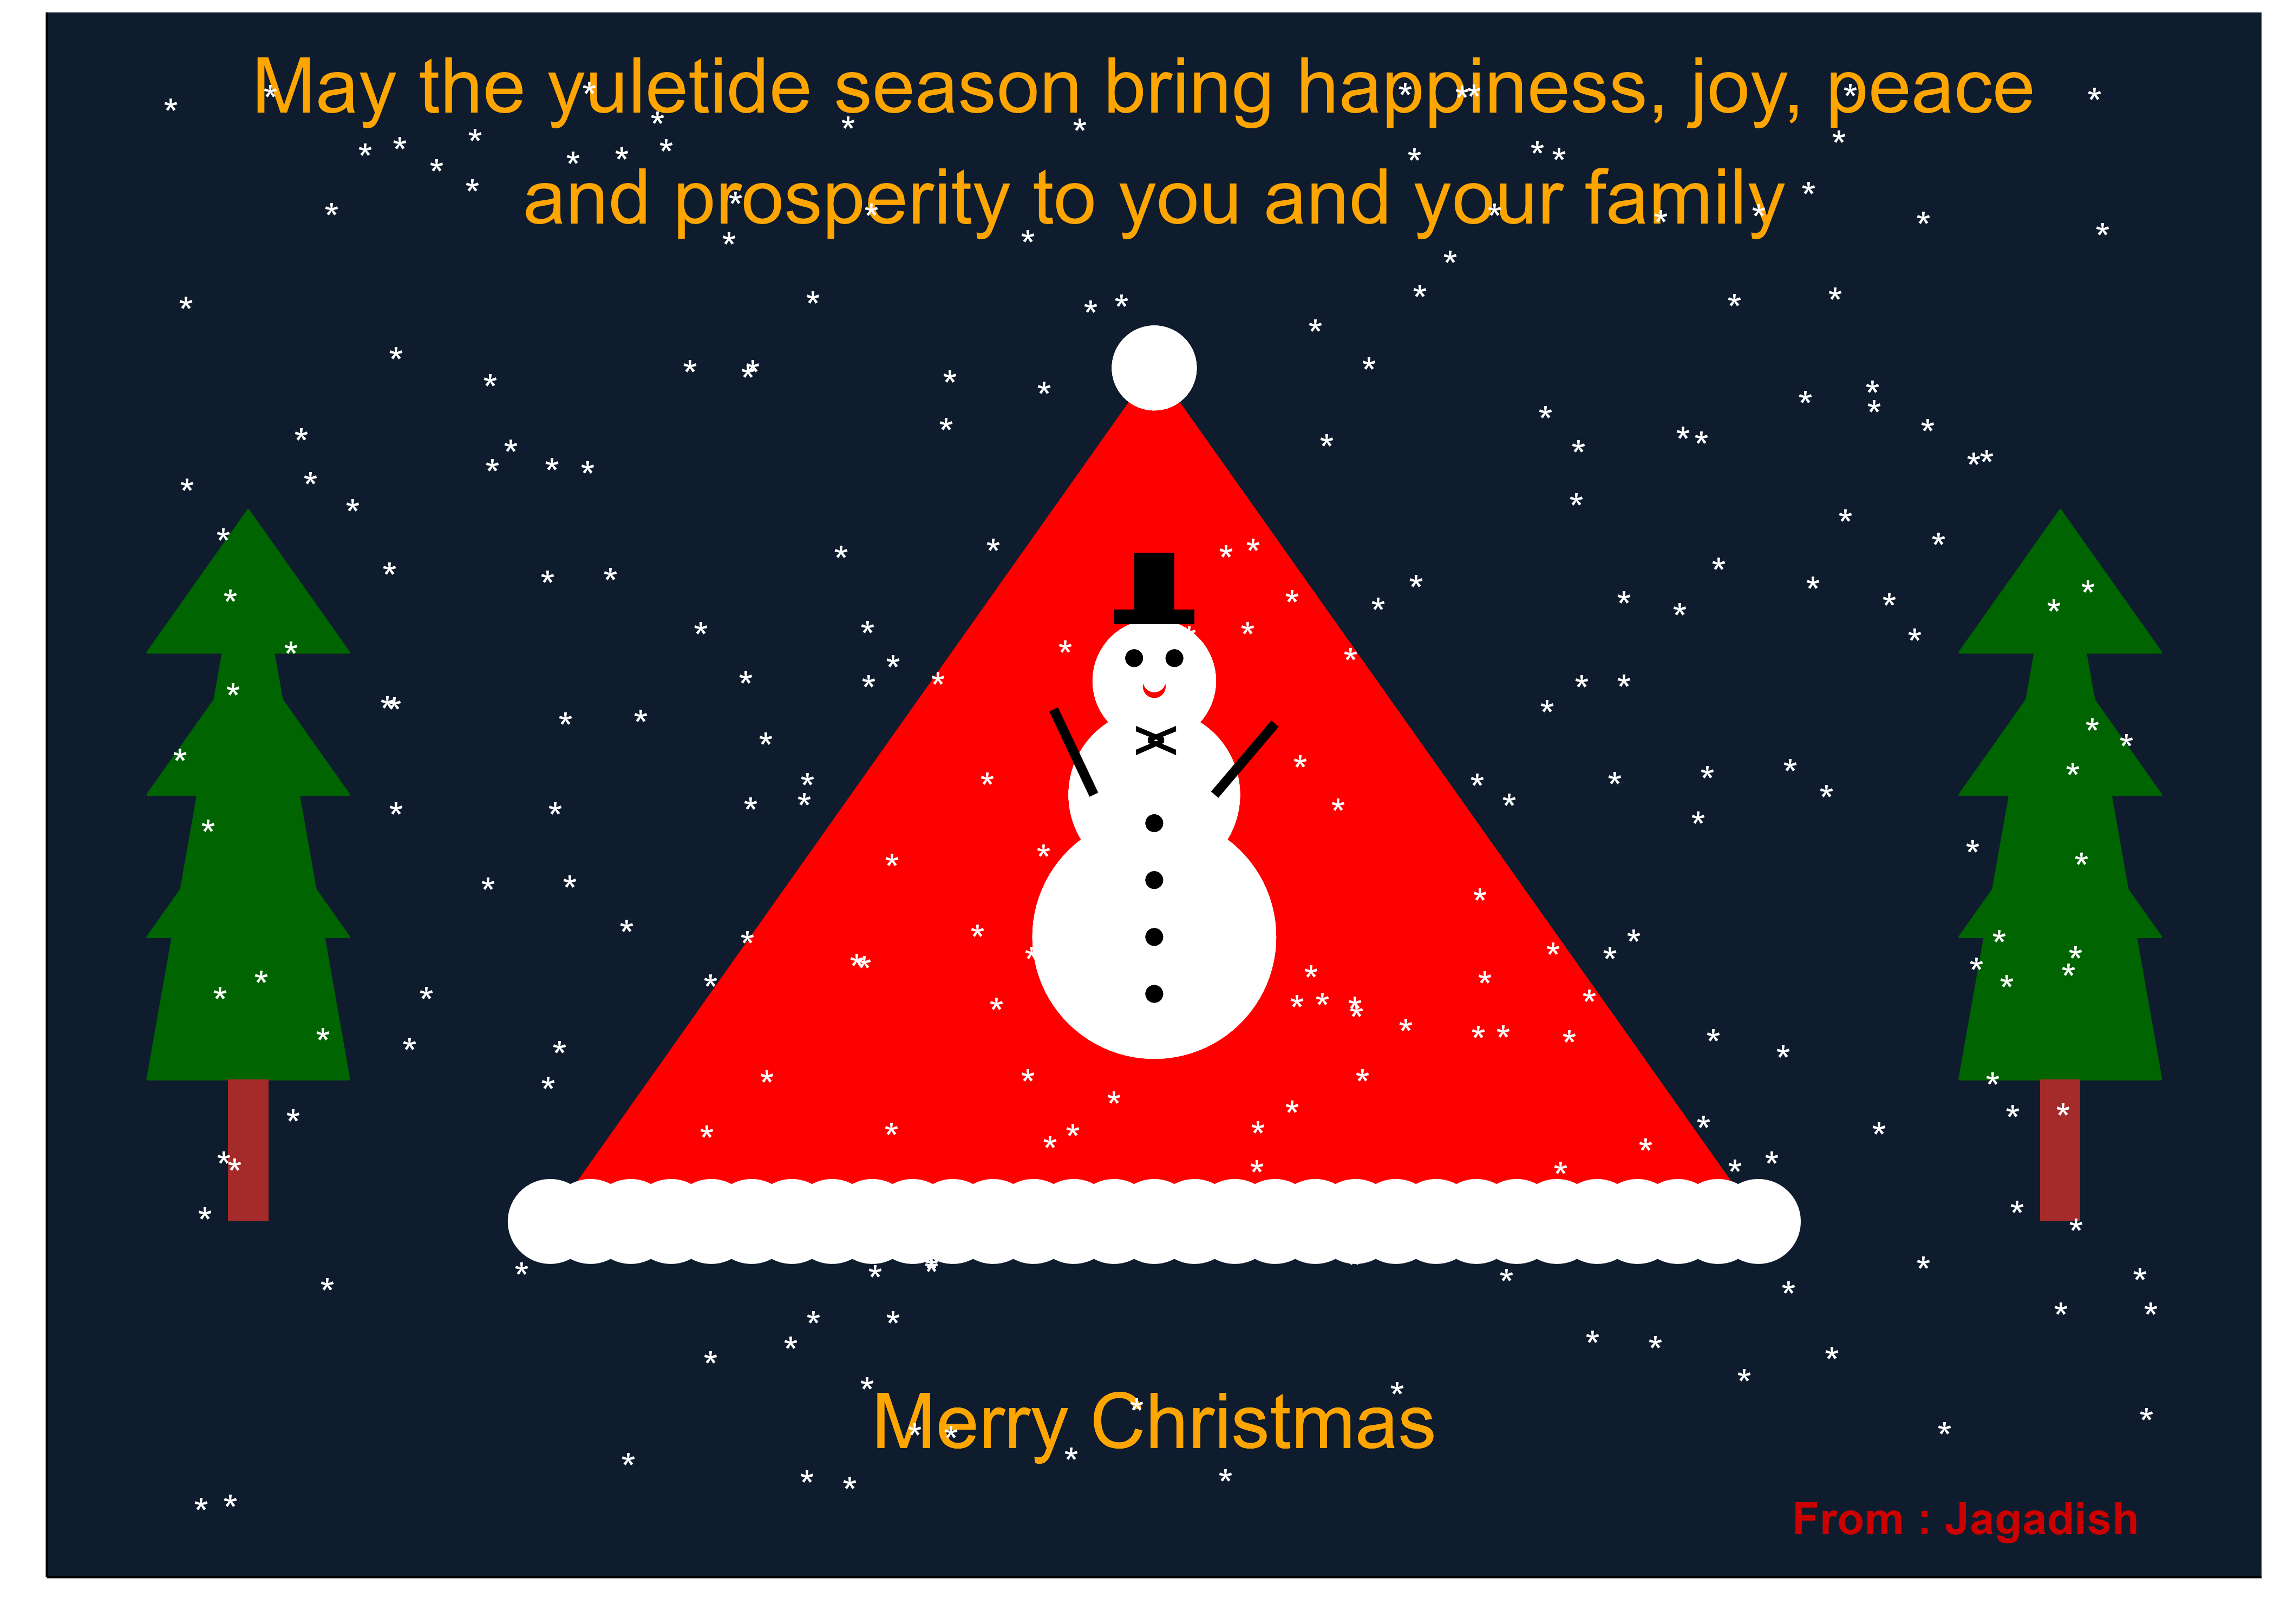 May the yuletide season bring happiness, joy, peace
and prosperity to you and your family
Merry Christmas
From : Jagadish